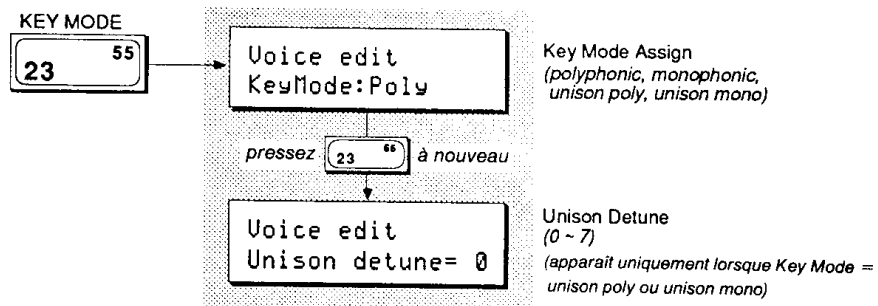 KEY MODE
23 55
Voice edit
KeyMode:Poly
Key Mode Assign
(polyphonic, monophonic,
unison poly, unison mono)
pressez 23 55 à nouveau
Voice edit
Unison detune= 0
Unison Detune
(0 ~ 7)
(apparaît uniquement lorsque Key Mode =
unison poly ou unison mono)